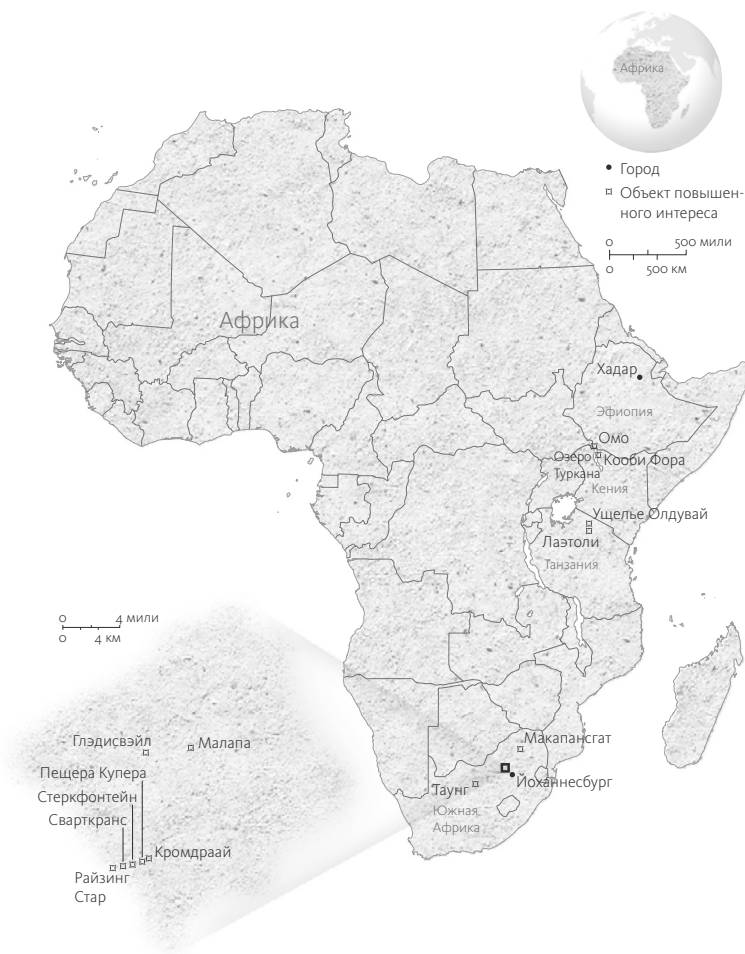 Африка
Город
Объект повышен-
ного интереса
0 500 мили
0 500 км
Африка
Хадар
Эфиопия
Омо
Озеро
Туркана
Кооби Фора
Кения
Ущелье Олдувай
Лаэтоли
Танзания
0 4 мили
0 4 км
Глэдисвэйл
Малапа
Пещера Купера
Стеркфонтейн
Сварткранс
Кромдраай
Райзинг
Стар
Макапансгат
Йоханнесбург
Таунг
Южная
Африка